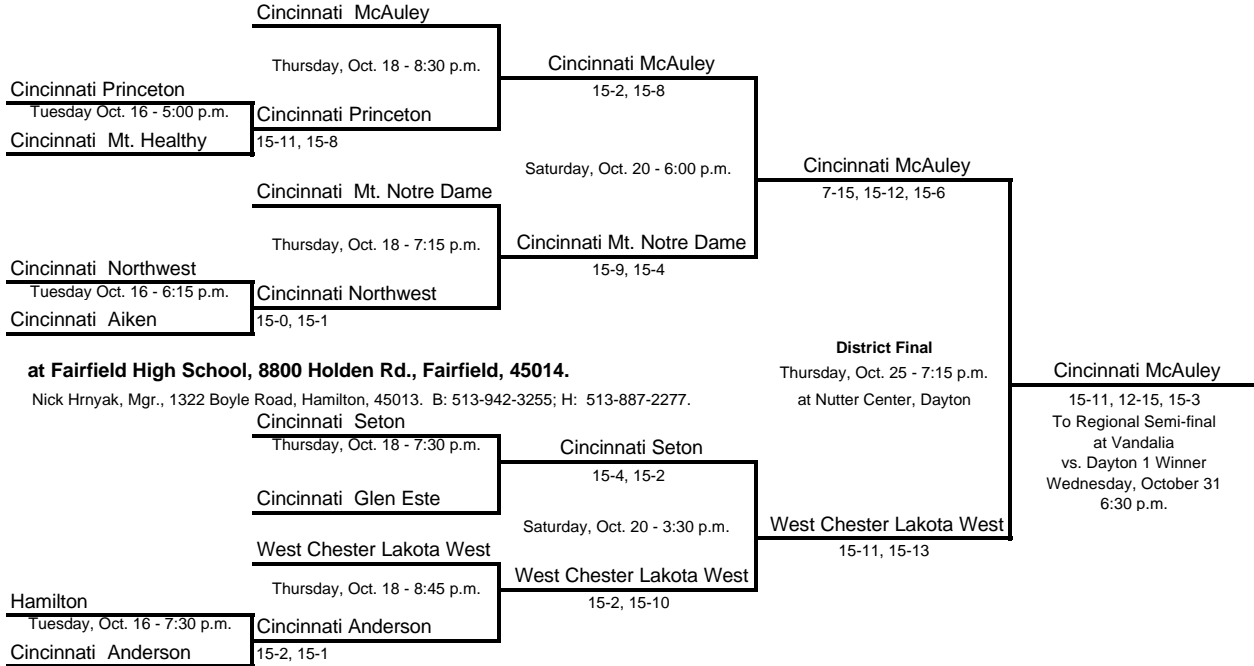 Cincinnati McAuley
Thursday, Oct. 18 - 8:30 p.m.
Cincinnati McAuley
15-2, 15-8
Cincinnati Princeton
Tuesday Oct. 16 - 5:00 p.m.
Cincinnati Princeton
Cincinnati Mt. Healthy
15-11, 15-8
Saturday, Oct. 20 - 6:00 p.m.
Cincinnati McAuley
7-15, 15-12, 15-6
Cincinnati Mt. Notre Dame
Thursday, Oct. 18 - 7:15 p.m.
Cincinnati Mt. Notre Dame
15-9, 15-4
Cincinnati Northwest
Tuesday Oct. 16 - 6:15 p.m.
Cincinnati Northwest
Cincinnati Aiken
15-0, 15-1
District Final
at Fairfield High School, 8800 Holden Rd., Fairfield, 45014.
Thursday, Oct. 25 - 7:15 p.m.
Cincinnati McAuley
Nick Hrnyak, Mgr., 1322 Boyle Road, Hamilton, 45013. B: 513-942-3255; H: 513-887-2277.
at Nutter Center, Dayton
15-11, 12-15, 15-3
To Regional Semi-final
at Vandalia
vs. Dayton 1 Winner
Wednesday, October 31
6:30 p.m.
Cincinnati Seton
Thursday, Oct. 18 - 7:30 p.m.
Cincinnati Seton
15-4, 15-2
Cincinnati Glen Este
Saturday, Oct. 20 - 3:30 p.m.
West Chester Lakota West
15-11, 15-13
West Chester Lakota West
Thursday, Oct. 18 - 8:45 p.m.
West Chester Lakota West
15-2, 15-10
Hamilton
Tuesday, Oct. 16 - 7:30 p.m.
Cincinnati Anderson
Cincinnati Anderson
15-2, 15-1